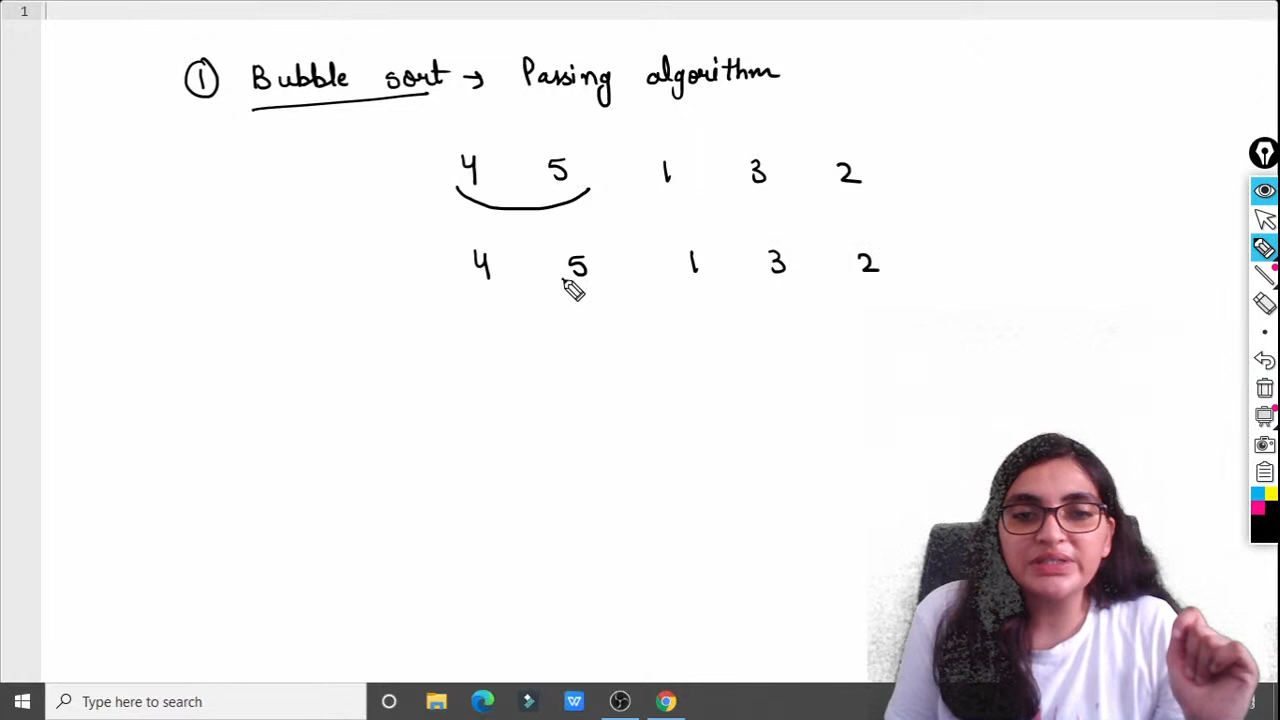 1
① Bubble sort → Passing algorithm
4 5 1 3 2
4 5 1 3 2
Type here to search